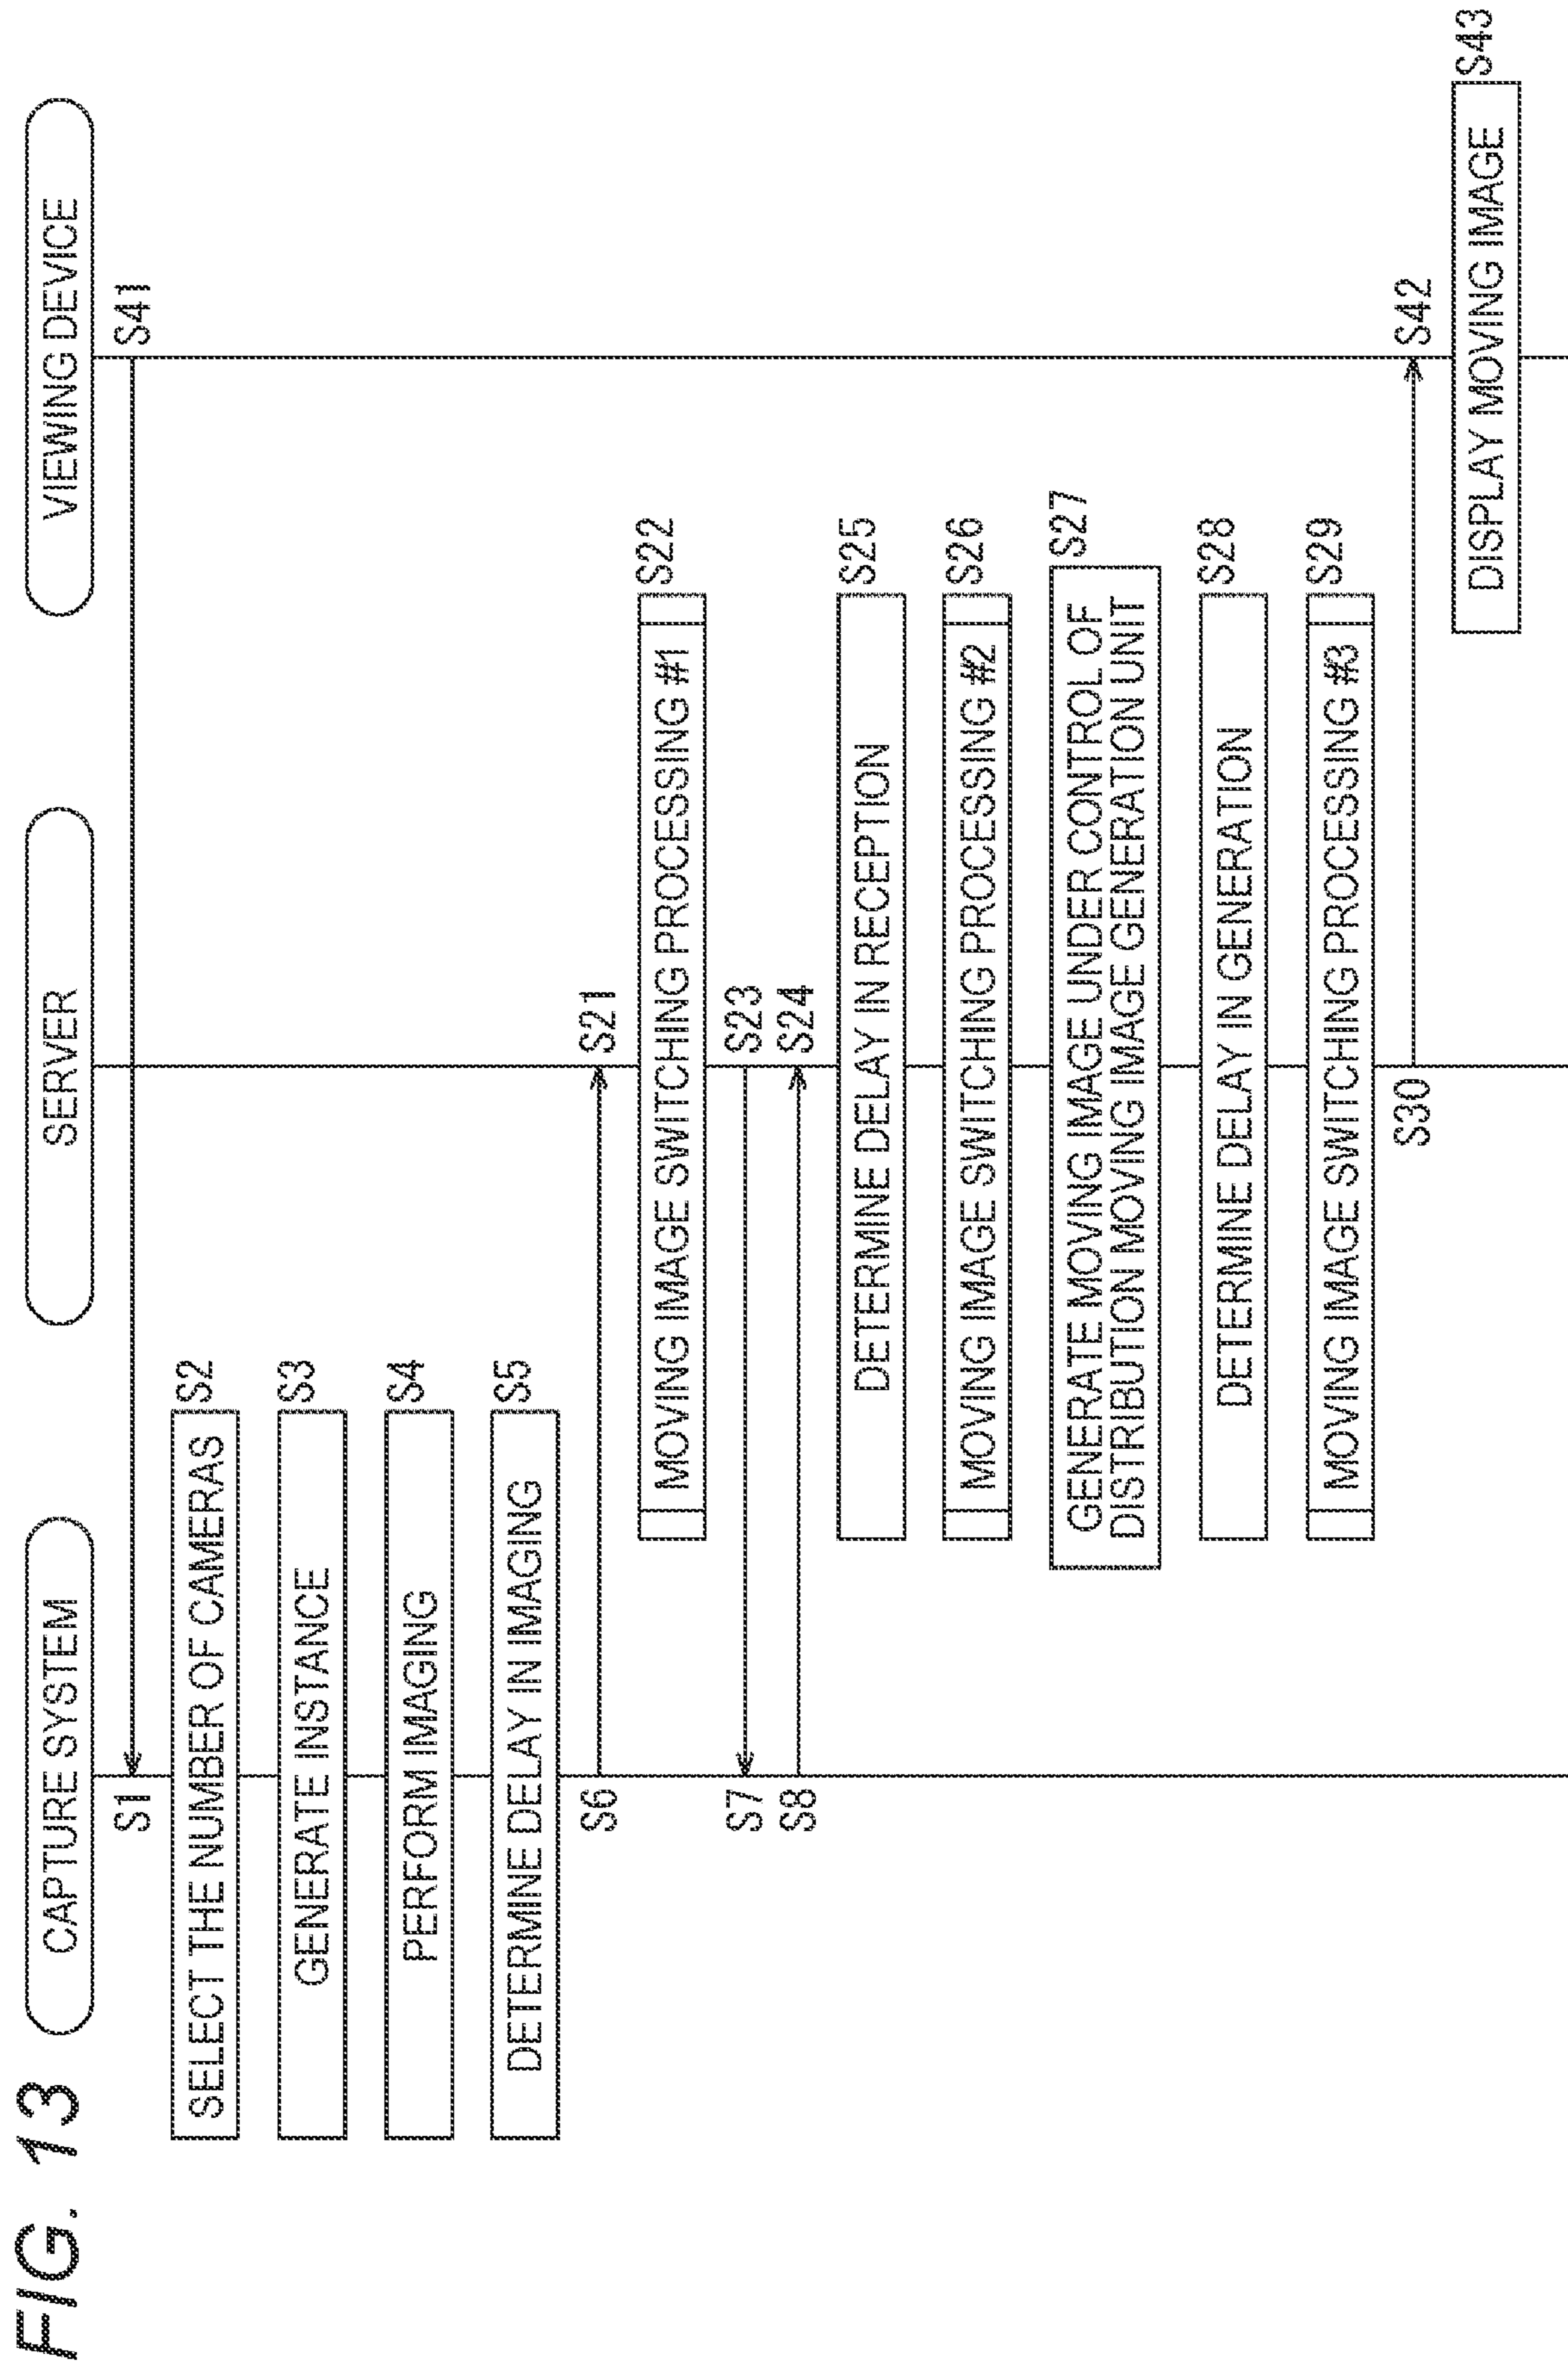 FIG. 13
CAPTURE SYSTEM
SERVER
VIEWING DEVICE
S1
S41
SELECT THE NUMBER OF CAMERAS
S2
GENERATE INSTANCE
S3
PERFORM IMAGING
S4
DETERMINE DELAY IN IMAGING
S5
S6
S21
MOVING IMAGE SWITCHING PROCESSING #1
S22
S7
S23
S8
S24
DETERMINE DELAY IN RECEPTION
S25
MOVING IMAGE SWITCHING PROCESSING #2
S26
GENERATE MOVING IMAGE UNDER CONTROL OF
DISTRIBUTION MOVING IMAGE GENERATION UNIT
S27
DETERMINE DELAY IN GENERATION
S28
MOVING IMAGE SWITCHING PROCESSING #3
S29
S30
S42
DISPLAY MOVING IMAGE
S43